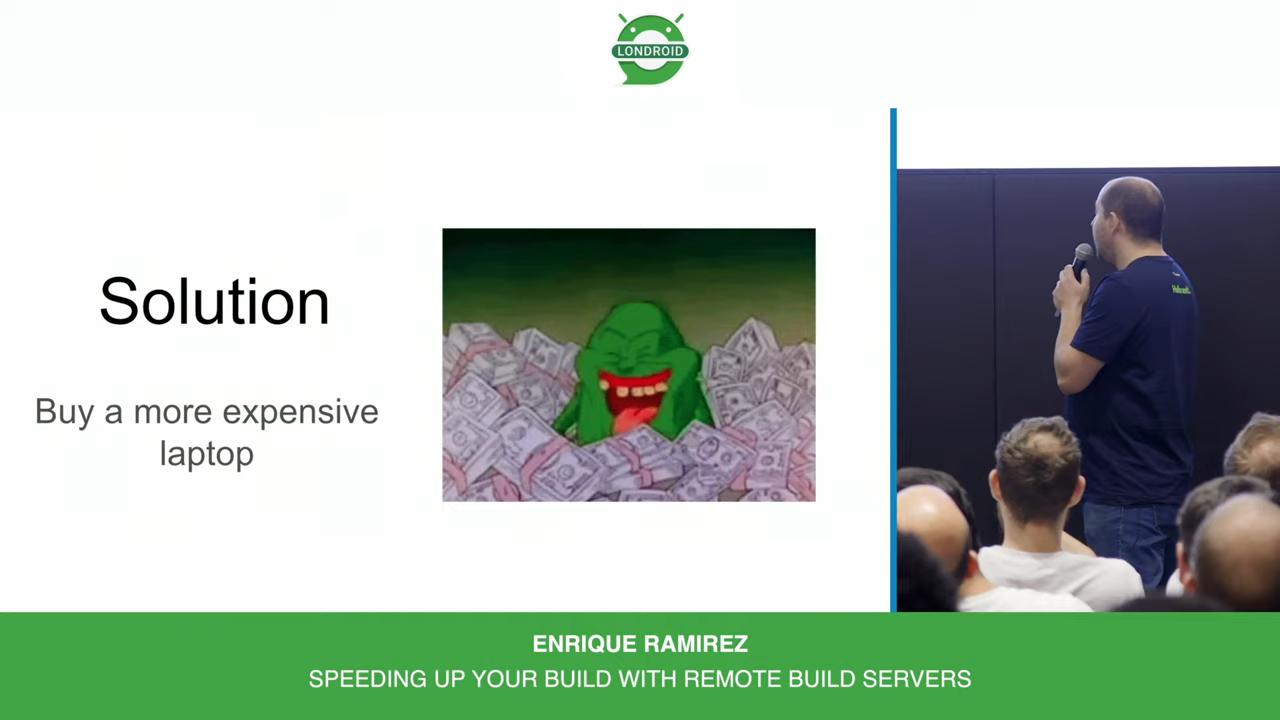 LONDROID
Solution
Buy a more expensive
laptop
ENRIQUE RAMIREZ
SPEEDING UP YOUR BUILD WITH REMOTE BUILD SERVERS